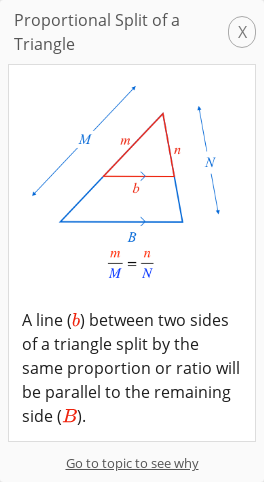 Proportional Split of a
Triangle
X
M
m
n
N
b
B
m/M = n/N
A line (b) between two sides
of a triangle split by the
same proportion or ratio will
be parallel to the remaining
side (B).
Go to topic to see why